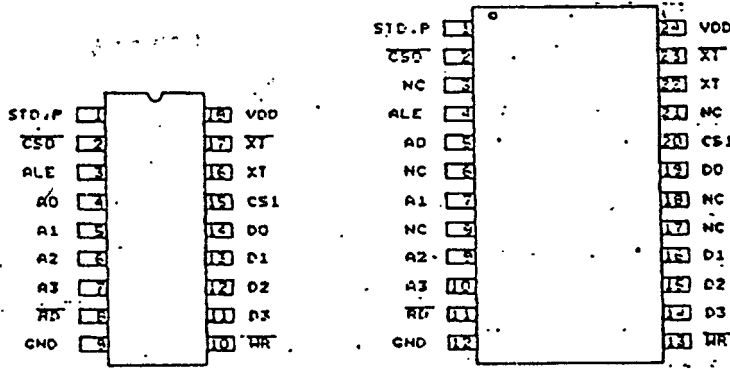 STD.P 1 18 VDD
CS0 2 17 XT
ALE 3 16 XT
A0 4 15 CS1
A1 5 14 D0
A2 6 13 D1
A3 7 12 D2
RD 8 11 D3
GND 9 10 WR
STD.P 1 24 VDD
CS0 2 23 XT
NC 3 22 XT
ALE 4 21 NC
A0 5 20 CS1
NC 6 19 D0
A1 7 18 NC
NC 8 17 NC
A2 9 16 D1
A3 10 15 D2
RD 11 14 D3
GND 12 13 WR